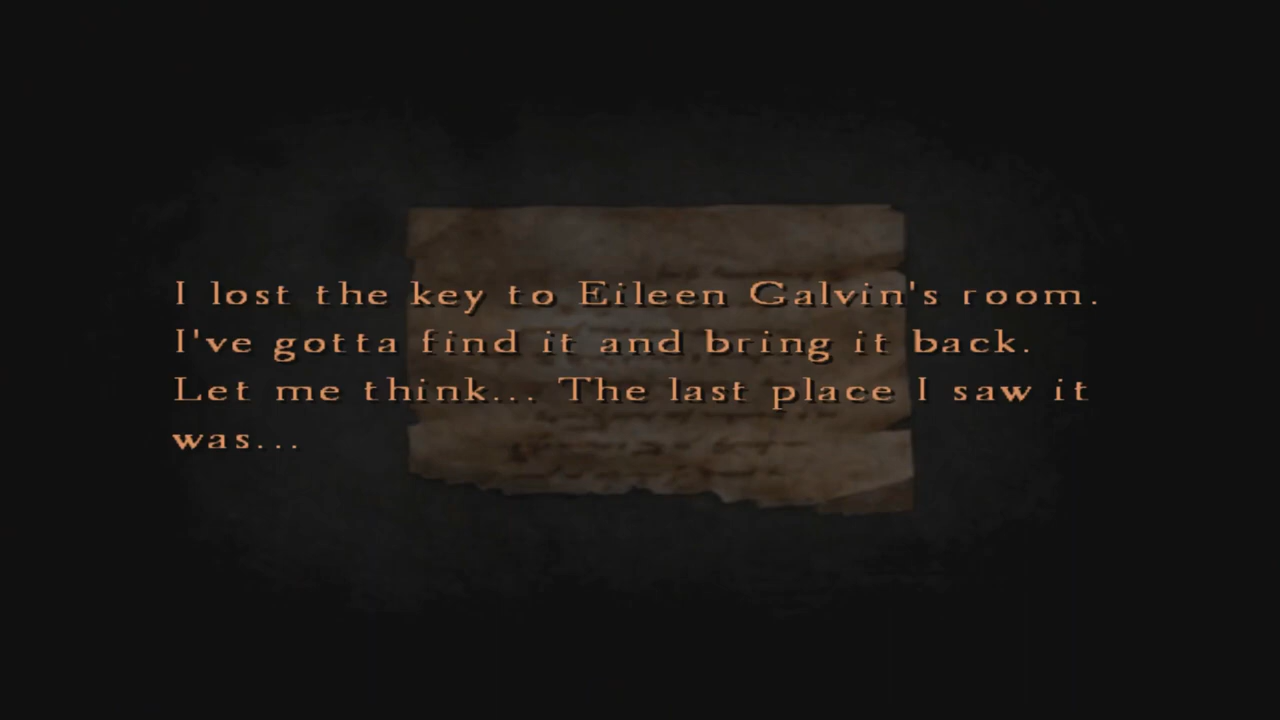 I lost the key to Eileen Galvin's room.
I've gotta find it and bring it back.
Let me think... The last place I saw it
was...